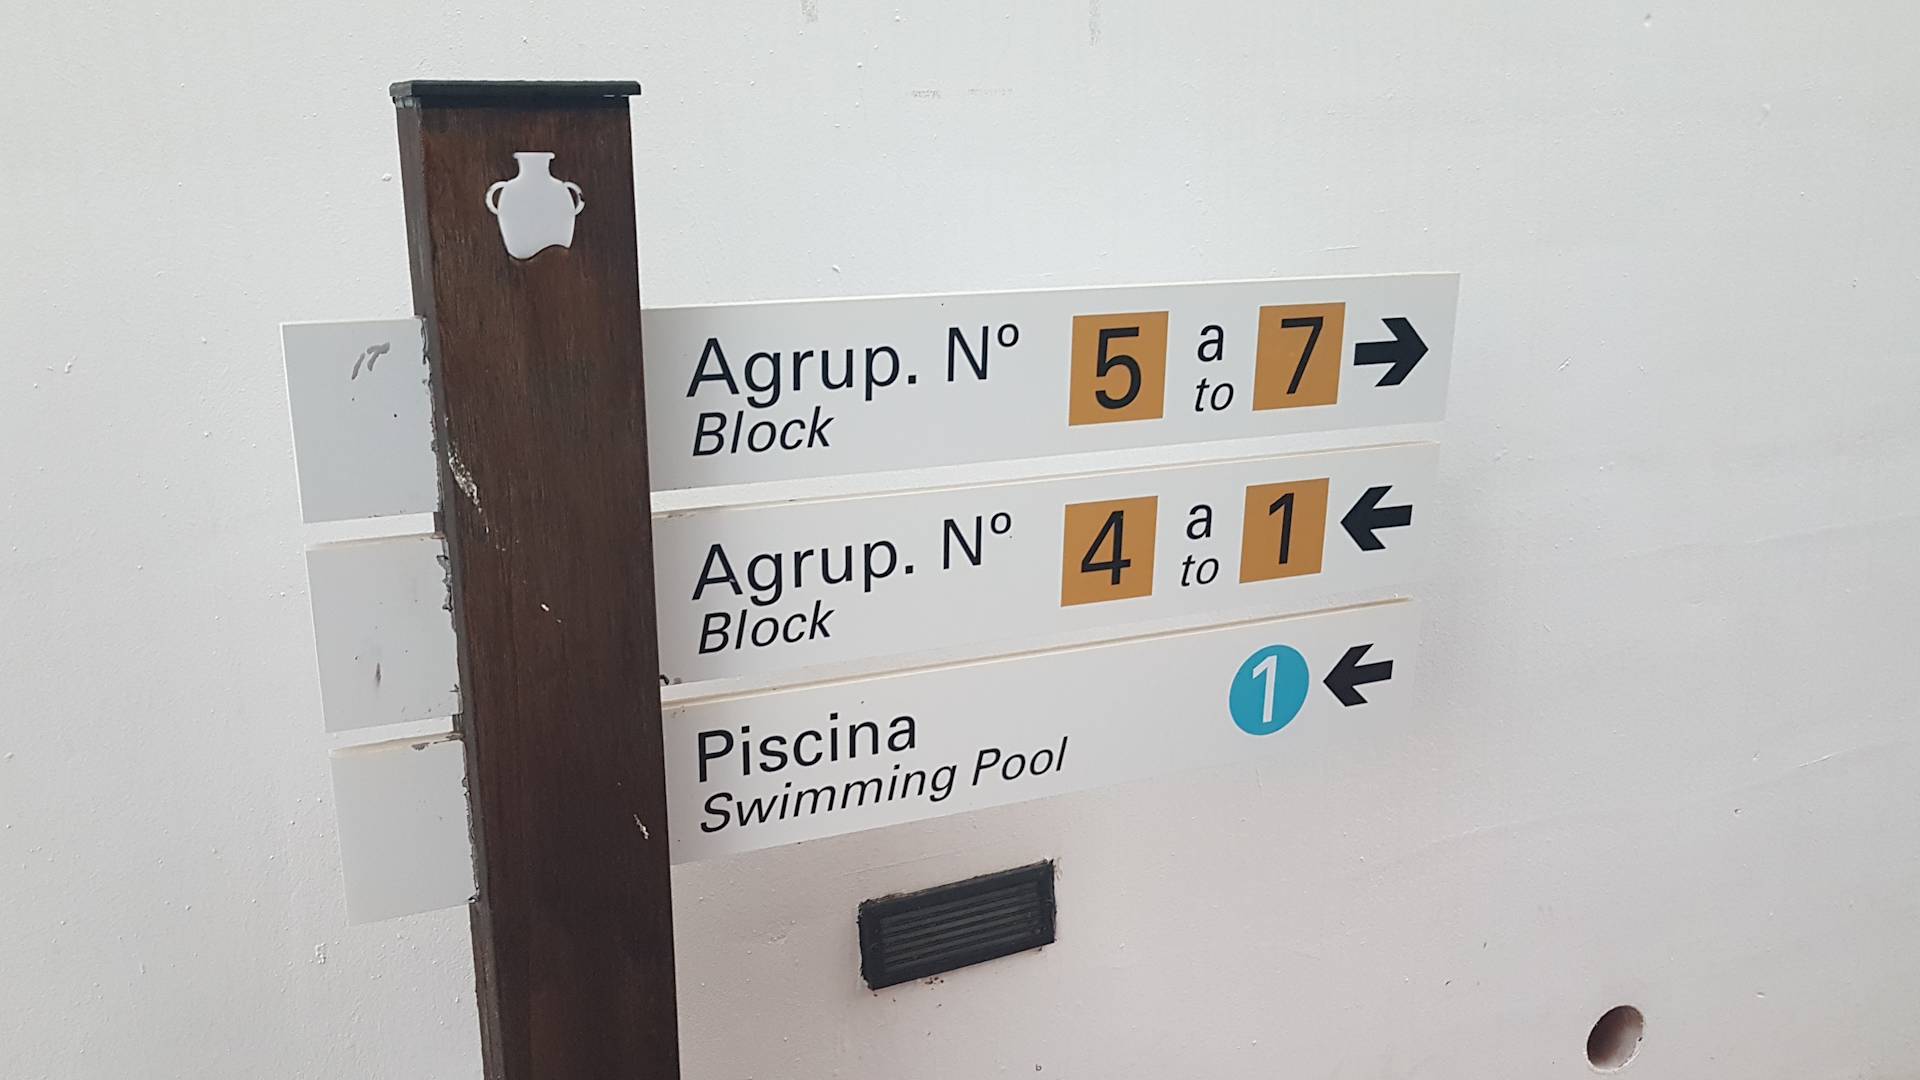 Agrup. Nº 5 a 7
Block to
Agrup. Nº 4 a 1
Block to
Piscina 1
Swimming Pool